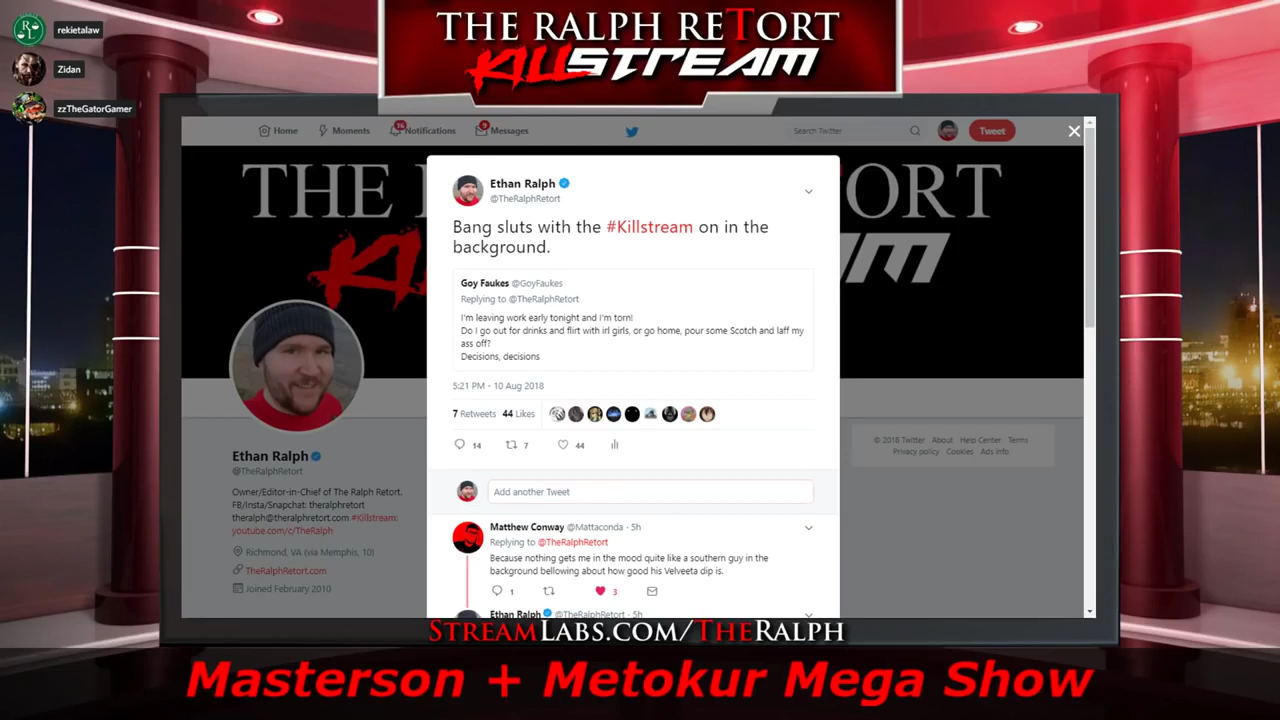 THE RALPH RETORT
KILLSTREAM
rekietalaw
Zidan
zzTheGatorGamer
Home
Moments
16
Notifications
9
Messages
Search Twitter
Tweet
THE R
ORT
Ethan Ralph
@TheRalphRetort
Bang sluts with the #Killstream on in the
background.
Goy Faukes @GoyFaukes
Replying to @TheRalphRetort
I'm leaving work early tonight and I'm torn!
Do I go out for drinks and flirt with irl girls, or go home, pour some Scotch and laff my
ass off?
Decisions, decisions
5:21 PM - 10 Aug 2018
7 Retweets 44 Likes
14 7 44
Add another Tweet
Matthew Conway @Mattaconda · 5h
Replying to @TheRalphRetort
Because nothing gets me in the mood quite like a southern guy in the
background bellowing about how good his Velveeta dip is.
1 3
Ethan Ralph @TheRalphRetort · 5h
Ethan Ralph
@TheRalphRetort
Owner/Editor-in-Chief of The Ralph Retort.
FB/Insta/Snapchat: theralphretort
theralph@theralphretort.com #Killstream:
youtube.com/c/TheRalph
Richmond, VA (via Memphis, 10)
TheRalphRetort.com
Joined February 2010
© 2018 Twitter About Help Center Terms
Privacy policy Cookies Ads info
STREAMLABS.COM/THERALPH
Masterson + Metokur Mega Show